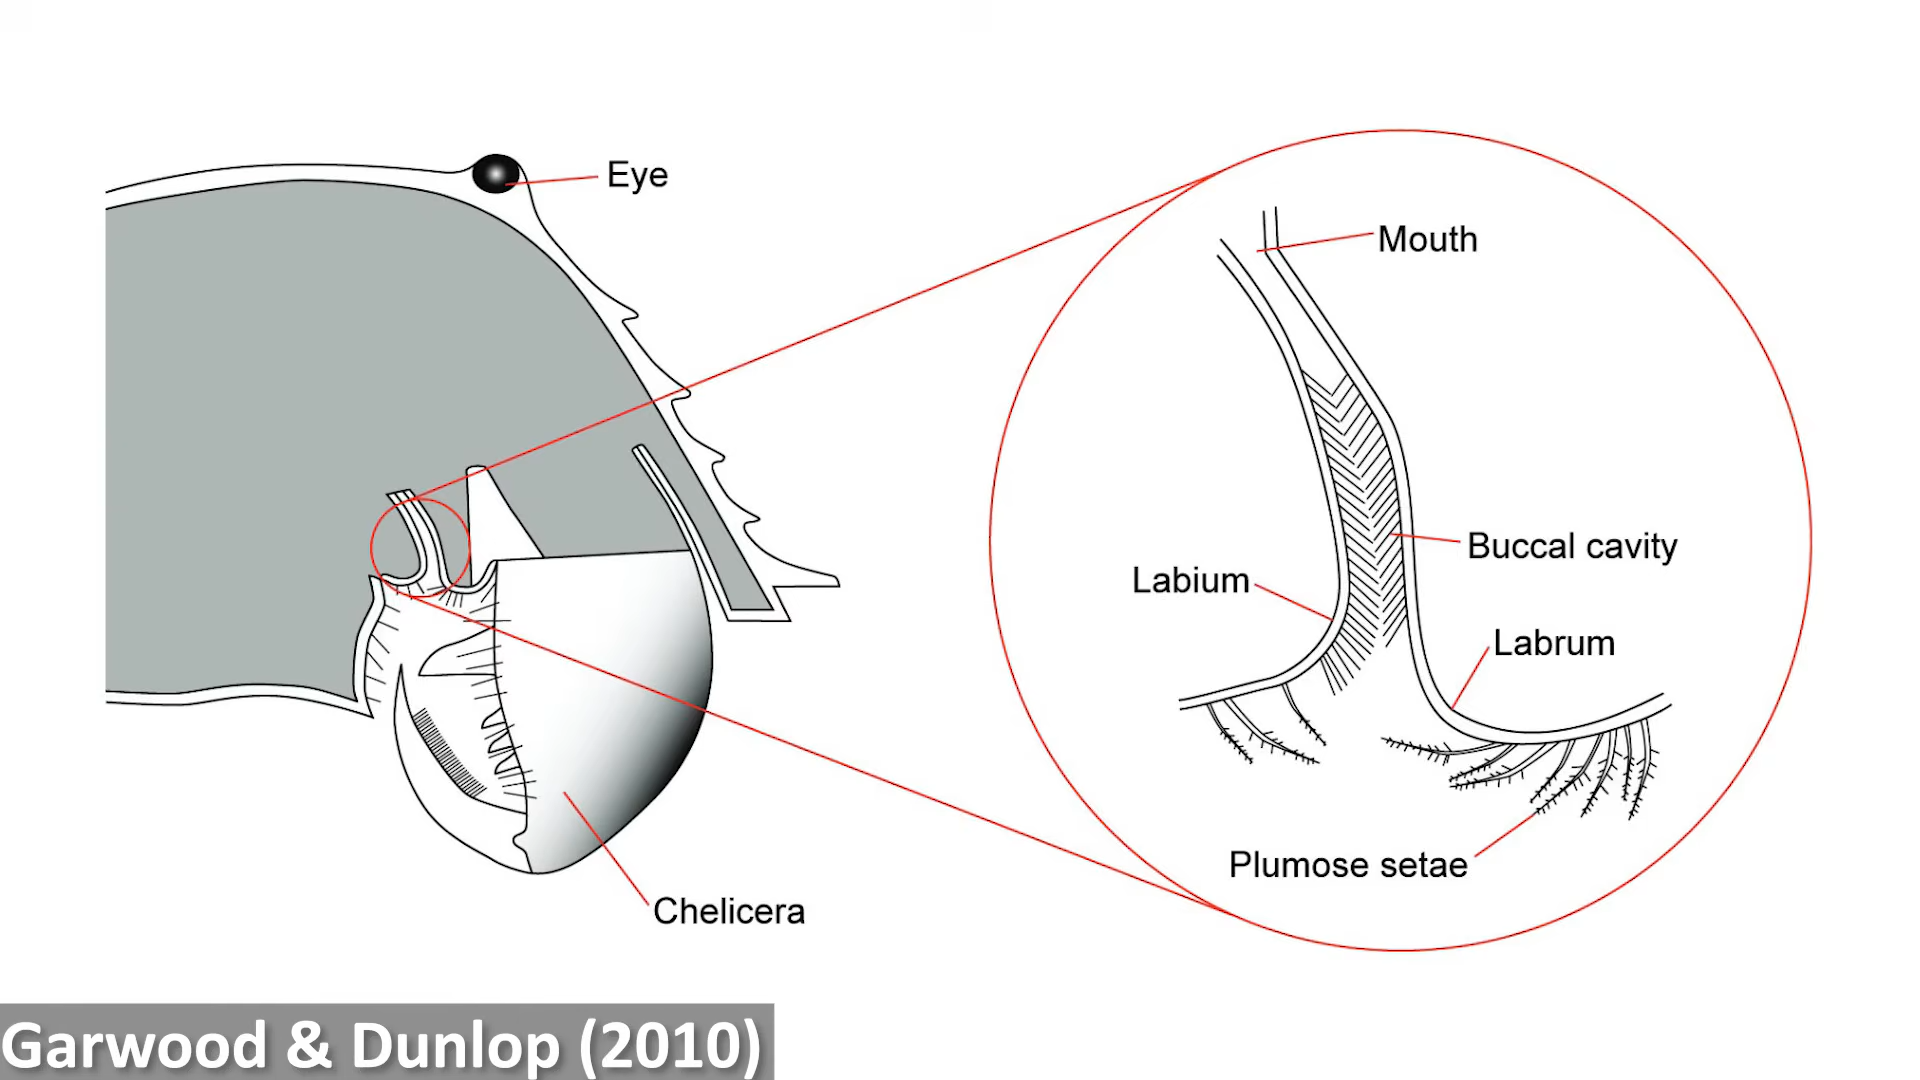 Eye
Mouth
Buccal cavity
Labium
Labrum
Plumose setae
Chelicera
Garwood & Dunlop (2010)